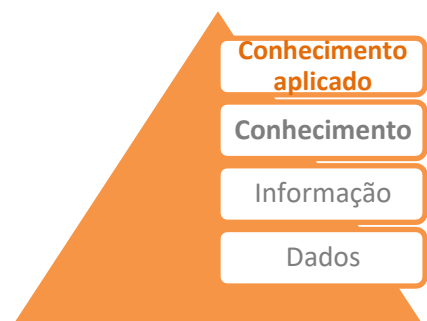 Conhecimento
aplicado
Conhecimento
Informação
Dados